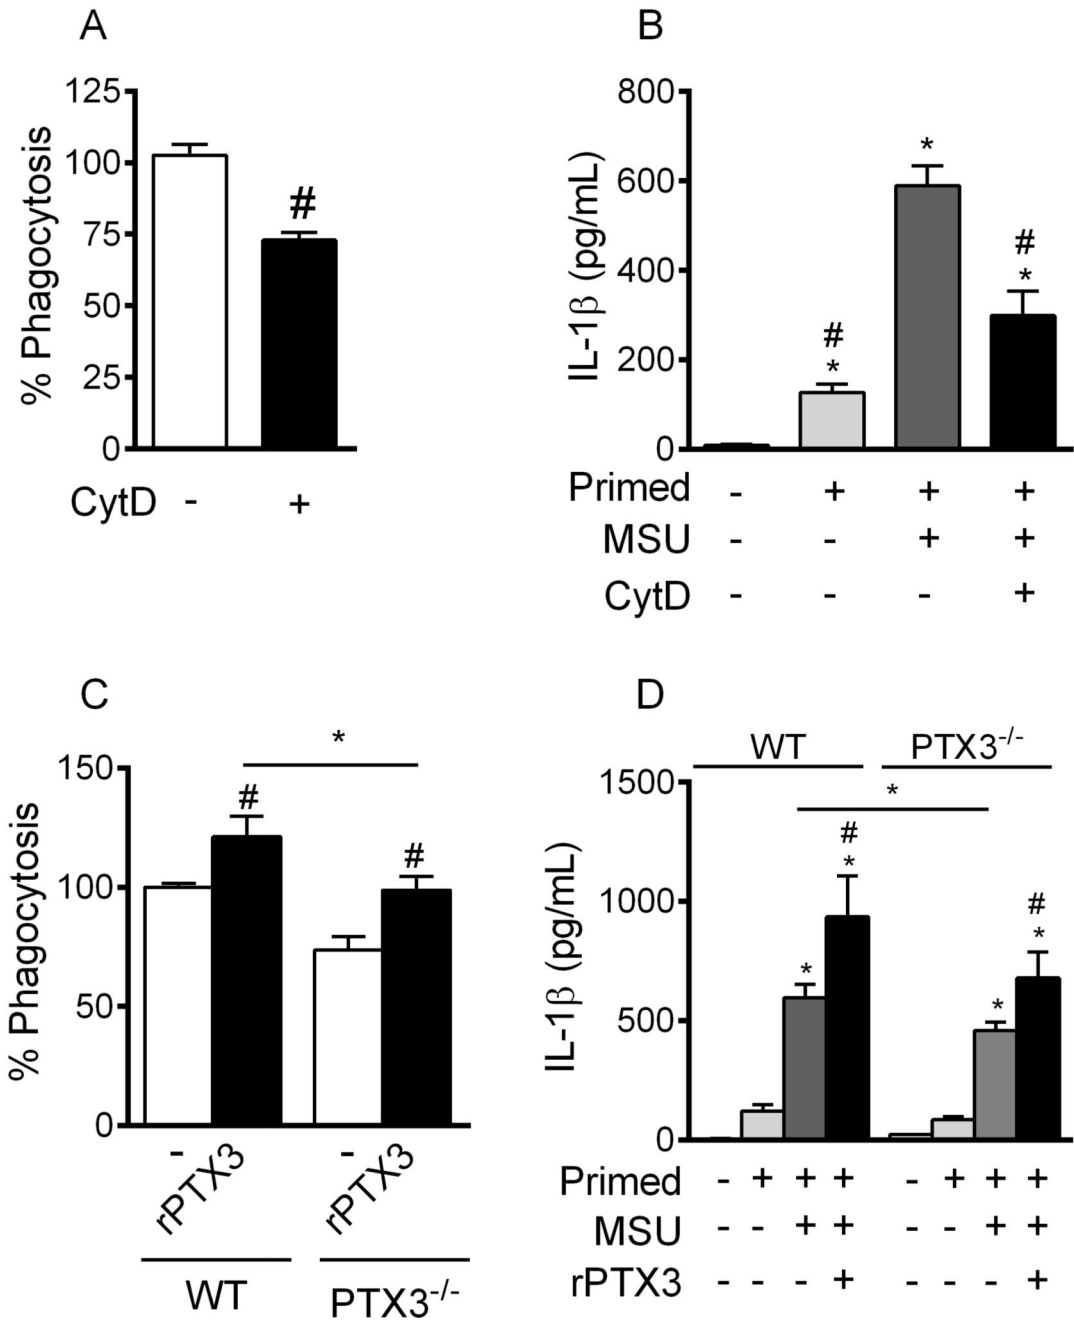 A
% Phagocytosis
125
100
75
50
25
0
#
CytD - +
B
IL-1β (pg/mL)
800
600
400
200
0
# *
*
# *
Primed - + + +
MSU - - + +
CytD - - - +
C
% Phagocytosis
150
100
50
0
*
#
#
- rPTX3 - rPTX3
WT PTX3-/-
D
WT PTX3-/-
IL-1β (pg/mL)
1500
1000
500
0
*
*
# *
*
# *
Primed - + + + - + + +
MSU - - + + - - + +
rPTX3 - - - + - - - +